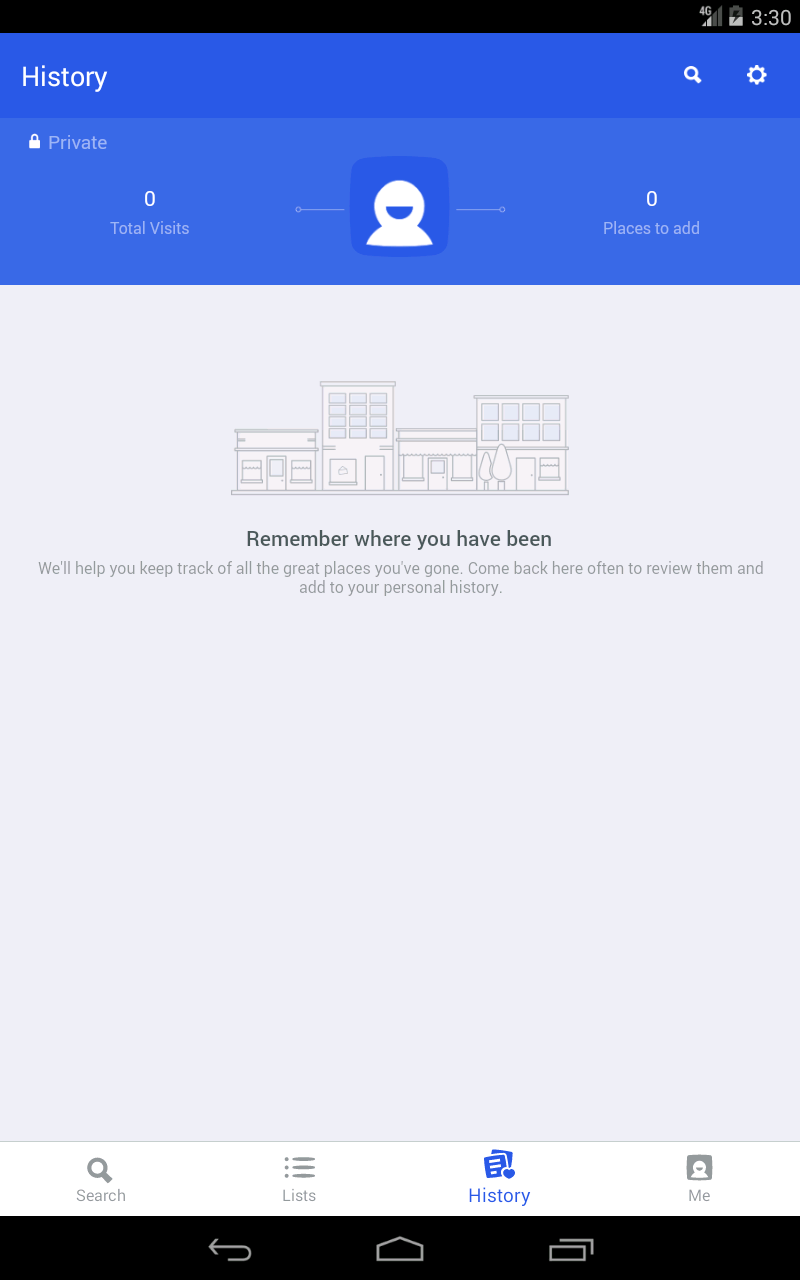 4G 3:30
History
Private
0
Total Visits
0
Places to add
Remember where you have been
We'll help you keep track of all the great places you've gone. Come back here often to review them and
add to your personal history.
Search
Lists
History
Me